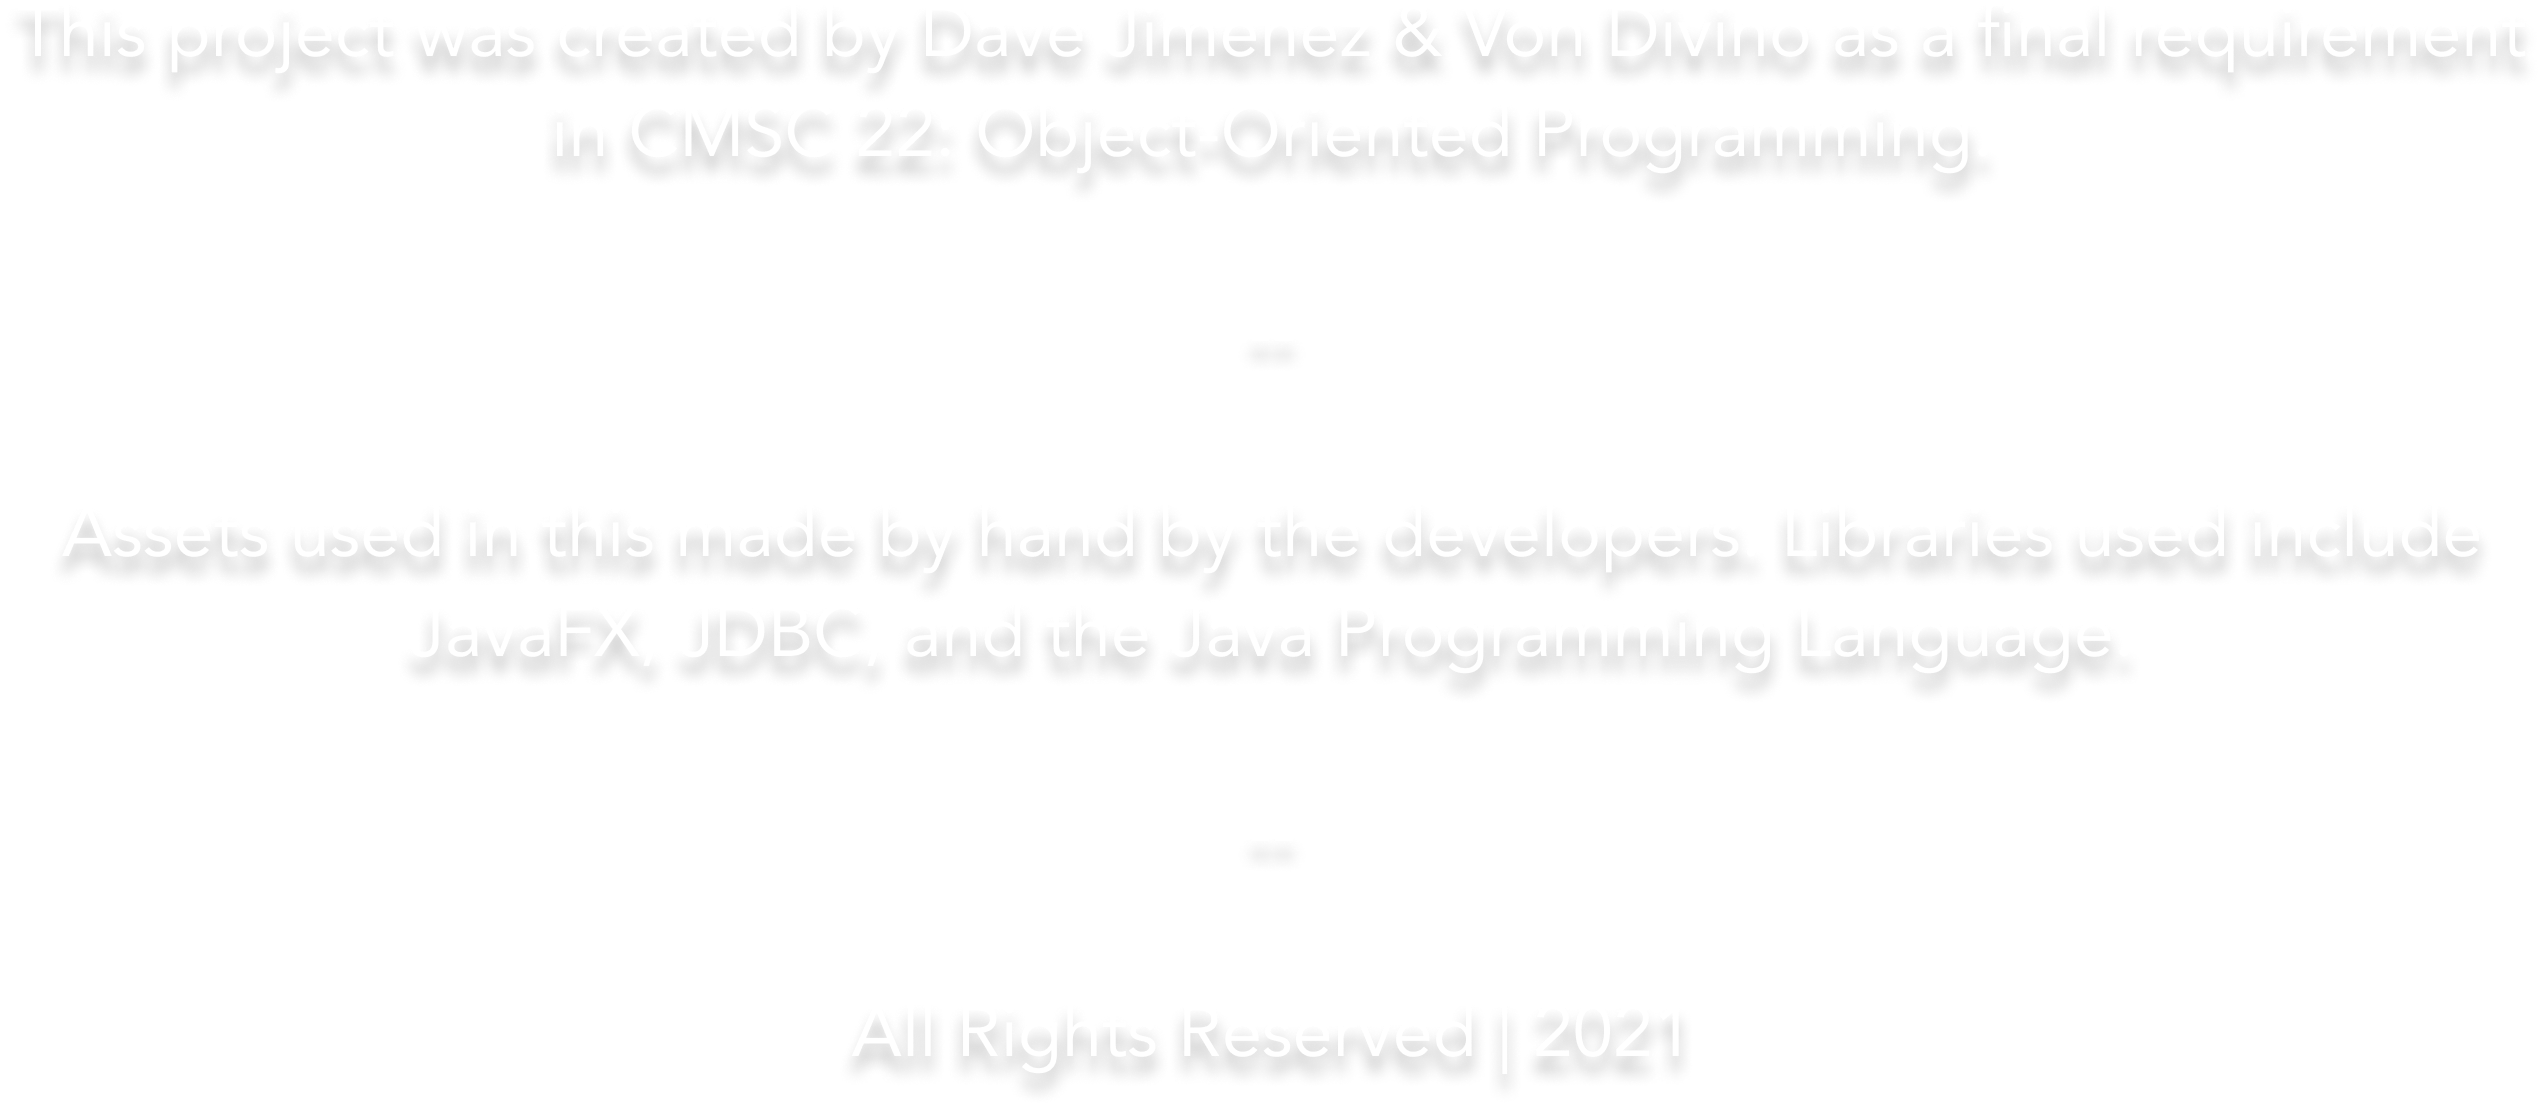 This project was created by Dave Jimenez & Von Divino as a final requirement
in CMSC 22: Object-Oriented Programming.
--
Assets used in this made by hand by the developers. Libraries used include
JavaFX, JDBC, and the Java Programming Language.
--
All Rights Reserved | 2021